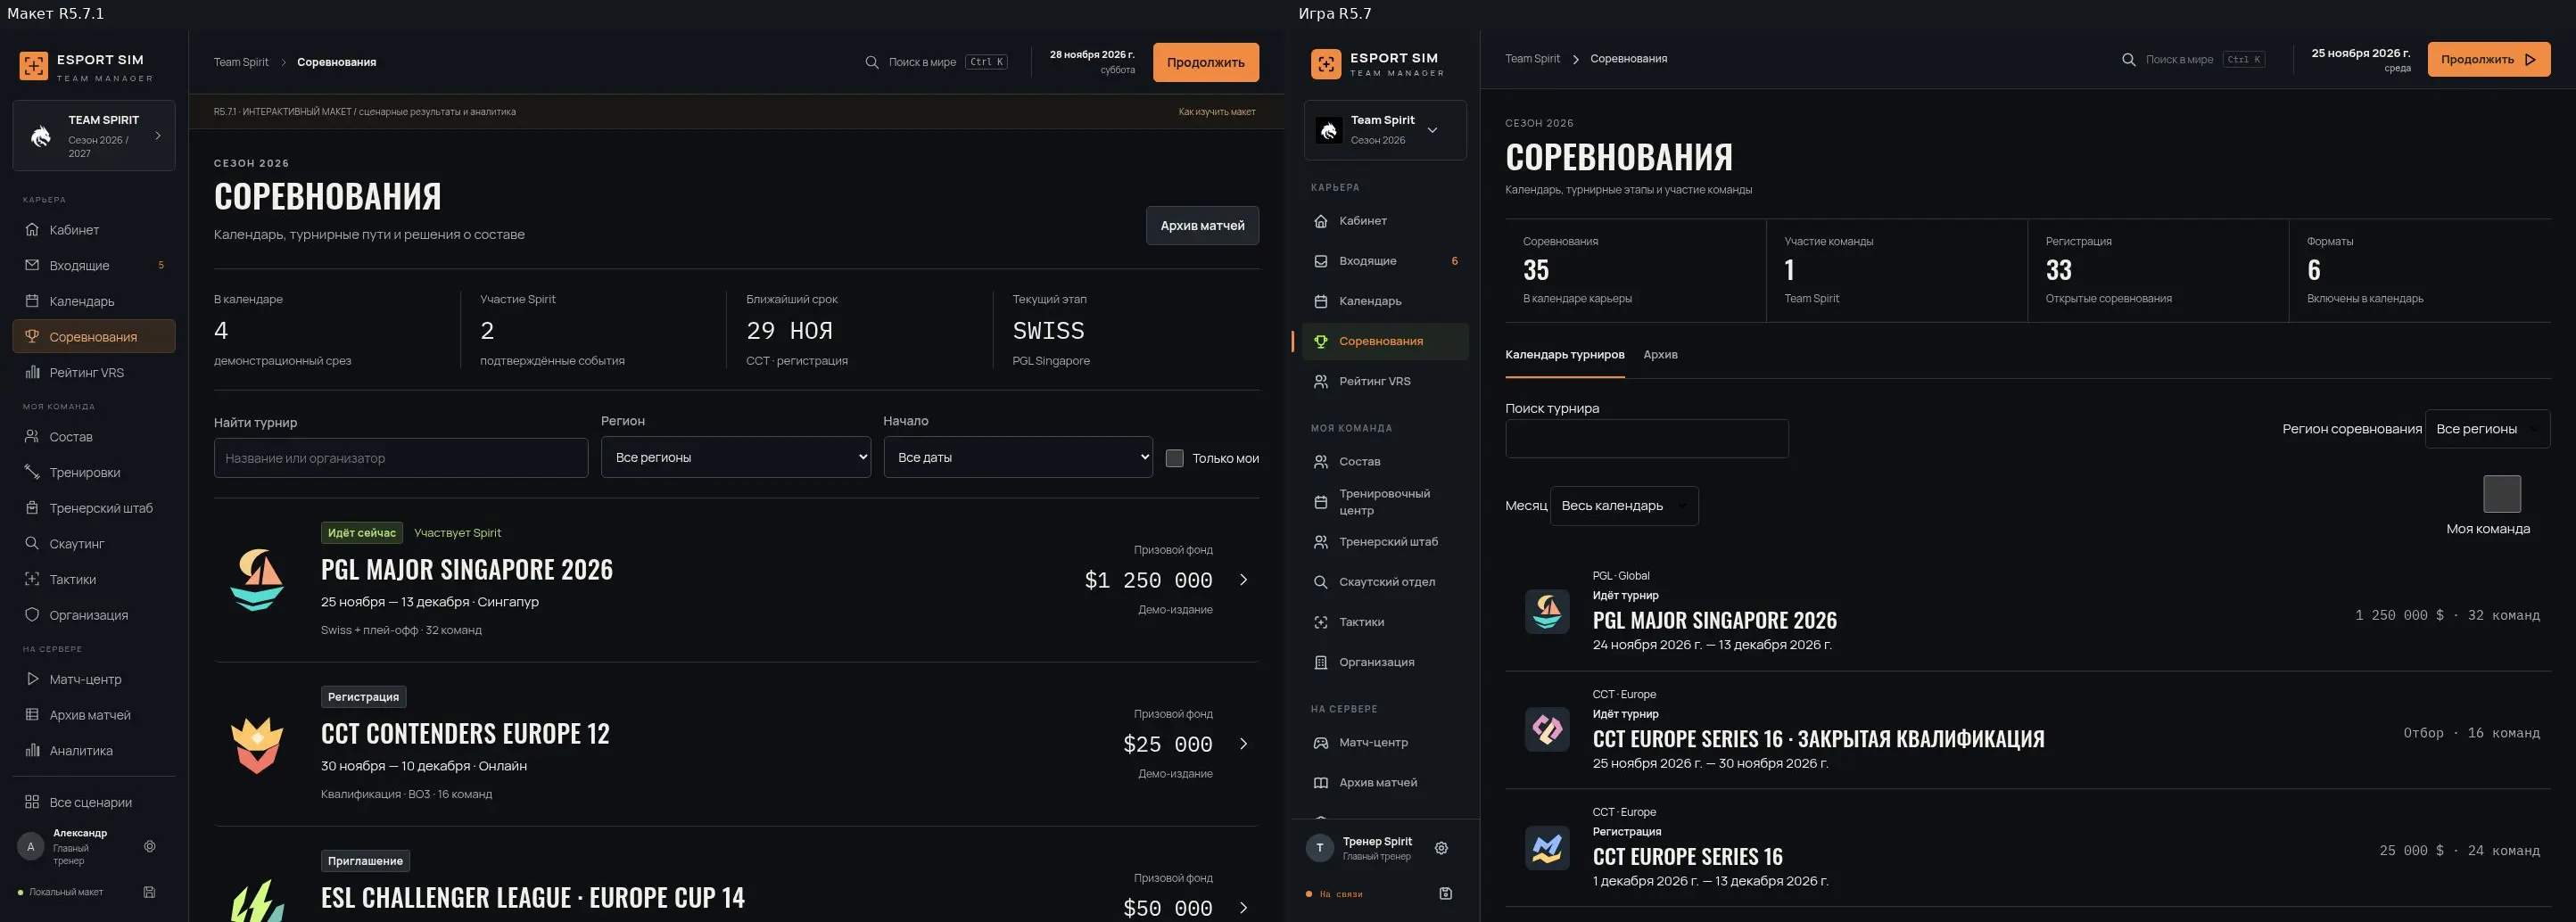 Макет R5.7.1
ESPORT SIM
TEAM MANAGER
TEAM SPIRIT
Сезон 2026 /
2027
КАРЬЕРА
Кабинет
Входящие 5
Календарь
Соревнования
Рейтинг VRS
МОЯ КОМАНДА
Состав
Тренировки
Тренерский штаб
Скаутинг
Тактики
Организация
НА СЕРВЕРЕ
Матч-центр
Архив матчей
Аналитика
Все сценарии
А
Александр
Главный
тренер
Локальный макет
Team Spirit
Соревнования
Поиск в мире Ctrl K
28 ноября 2026 г.
суббота
Продолжить
R5.7.1 · ИНТЕРАКТИВНЫЙ МАКЕТ / сценарные результаты и аналитика
Как изучить макет
СЕЗОН 2026
СОРЕВНОВАНИЯ
Календарь, турнирные пути и решения о составе
Архив матчей
В календаре
4
демонстрационный срез
Участие Spirit
2
подтверждённые события
Ближайший срок
29 НОЯ
CCT · регистрация
Текущий этап
SWISS
PGL Singapore
Найти турнир
Название или организатор
Регион
Все регионы
Начало
Все даты
Только мои
Идёт сейчас Участвует Spirit
PGL MAJOR SINGAPORE 2026
25 ноября — 13 декабря · Сингапур
Swiss + плей-офф · 32 команд
Призовой фонд
$1 250 000
Демо-издание
Регистрация
CCT CONTENDERS EUROPE 12
30 ноября — 10 декабря · Онлайн
Квалификация · BO3 · 16 команд
Призовой фонд
$25 000
Демо-издание
Приглашение
ESL CHALLENGER LEAGUE · EUROPE CUP 14
Призовой фонд
$50 000
Игра R5.7
ESPORT SIM
TEAM MANAGER
Team Spirit
Сезон 2026
КАРЬЕРА
Кабинет
Входящие 6
Календарь
Соревнования
Рейтинг VRS
МОЯ КОМАНДА
Состав
Тренировочный
центр
Тренерский штаб
Скаутский отдел
Тактики
Организация
НА СЕРВЕРЕ
Матч-центр
Архив матчей
Т
Тренер Spirit
Главный тренер
На связи
Team Spirit
Соревнования
Поиск в мире Ctrl K
25 ноября 2026 г.
среда
Продолжить
СЕЗОН 2026
СОРЕВНОВАНИЯ
Календарь, турнирные этапы и участие команды
Соревнования
35
В календаре карьеры
Участие команды
1
Team Spirit
Регистрация
33
Открытые соревнования
Форматы
6
Включены в календарь
Календарь турниров Архив
Поиск турнира
Регион соревнования Все регионы
Месяц Весь календарь
Моя команда
PGL · Global
Идёт турнир
PGL MAJOR SINGAPORE 2026
24 ноября 2026 г. — 13 декабря 2026 г.
1 250 000 $ · 32 команд
CCT · Europe
Идёт турнир
CCT EUROPE SERIES 16 · ЗАКРЫТАЯ КВАЛИФИКАЦИЯ
25 ноября 2026 г. — 30 ноября 2026 г.
Отбор · 16 команд
CCT · Europe
Регистрация
CCT EUROPE SERIES 16
1 декабря 2026 г. — 13 декабря 2026 г.
25 000 $ · 24 команд